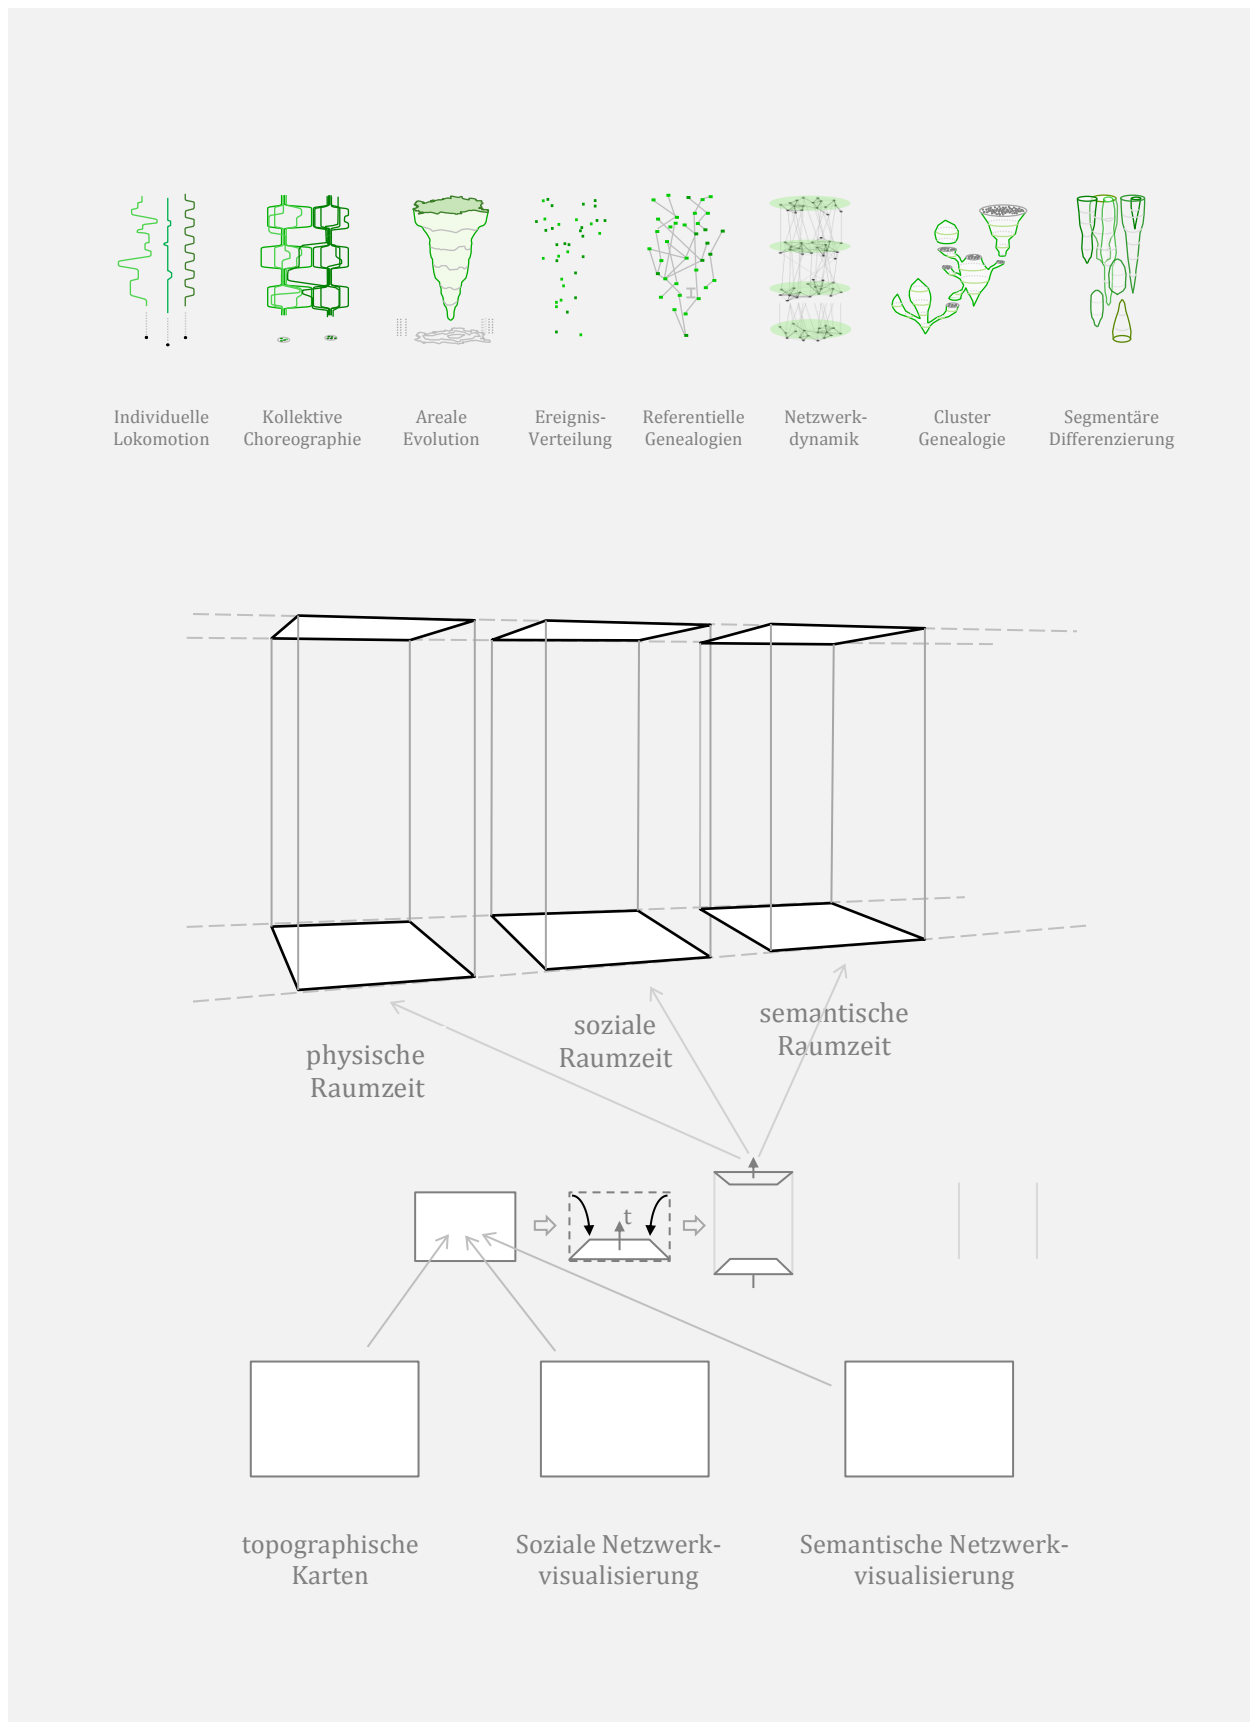 Individuelle
Lokomotion
Kollektive
Choreographie
Areale
Evolution
Ereignis-
Verteilung
Referentielle
Genealogien
Netzwerk-
dynamik
Cluster
Genealogie
Segmentäre
Differenzierung
physische
Raumzeit
soziale
Raumzeit
semantische
Raumzeit
t
topographische
Karten
Soziale Netzwerk-
visualisierung
Semantische Netzwerk-
visualisierung